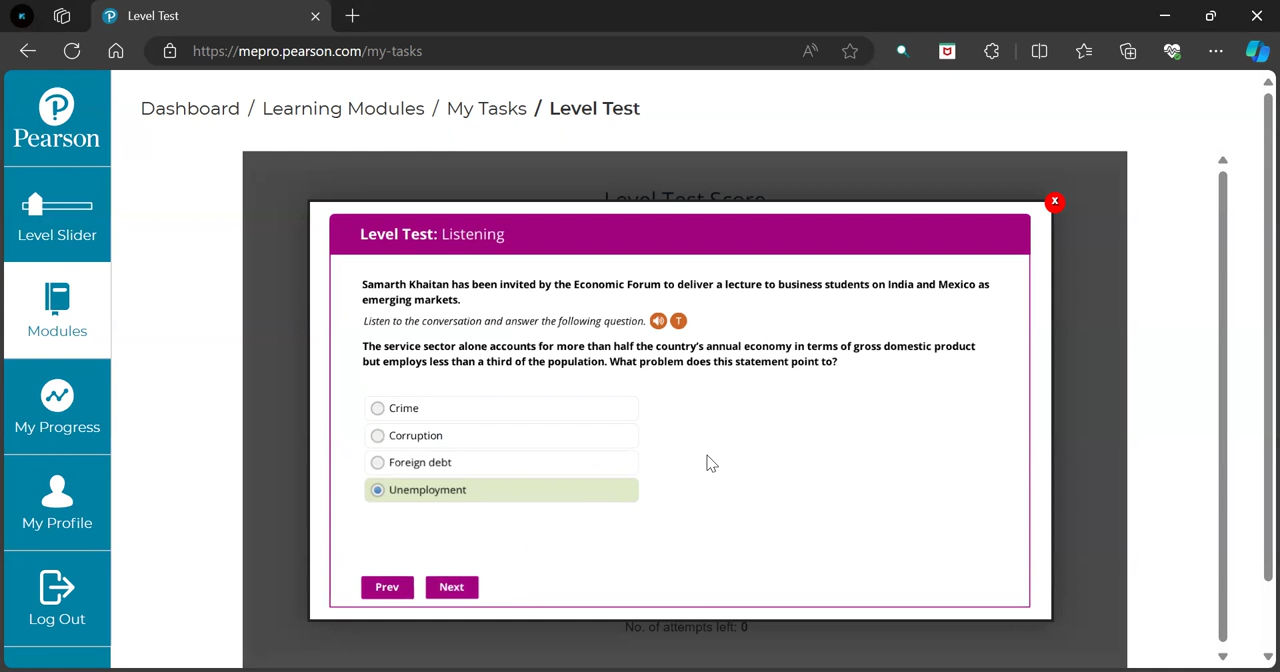 Level Test
https://mepro.pearson.com/my-tasks
Pearson
Level Slider
Modules
My Progress
My Profile
Log Out
Dashboard / Learning Modules / My Tasks / Level Test
Level Test Score
Level Test: Listening
X
Samarth Khaitan has been invited by the Economic Forum to deliver a lecture to business students on India and Mexico as
emerging markets.
Listen to the conversation and answer the following question. T
The service sector alone accounts for more than half the country's annual economy in terms of gross domestic product
but employs less than a third of the population. What problem does this statement point to?
Crime
Corruption
Foreign debt
Unemployment
Prev Next
No. of attempts left: 0